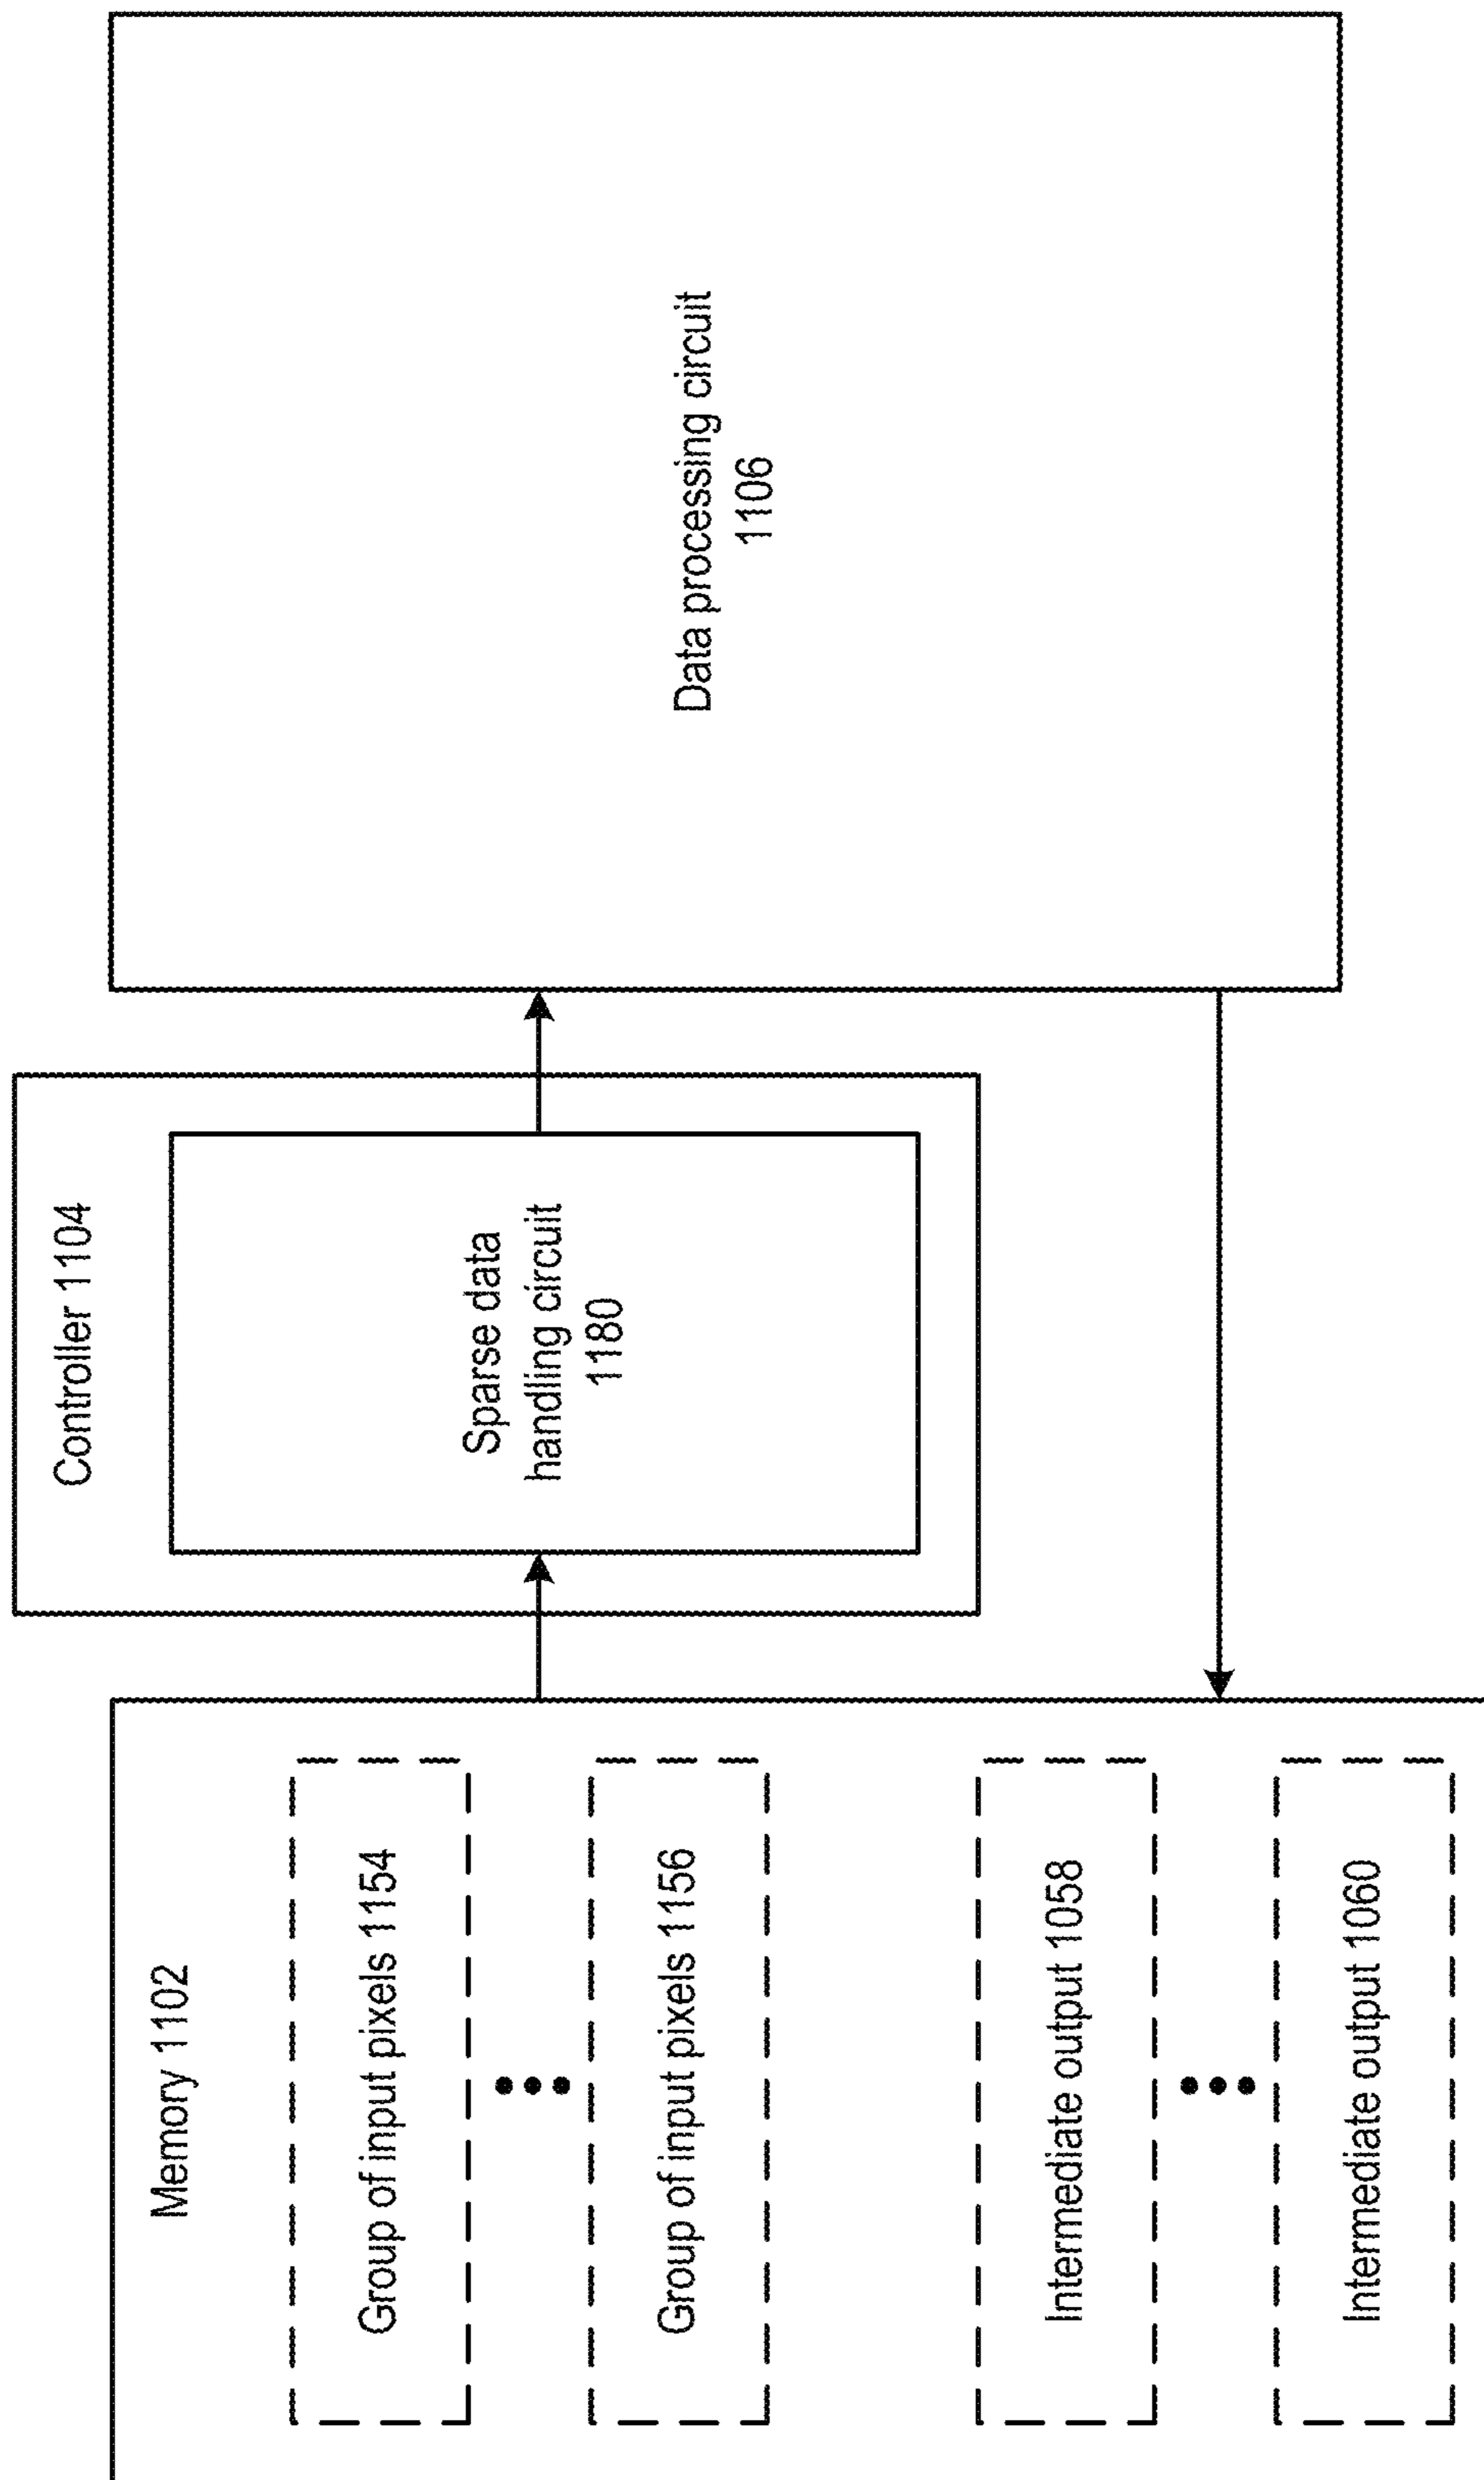 Memory 1102
Group of input pixels 1154
Group of input pixels 1156
Intermediate output 1058
Intermediate output 1060
Controller 1104
Sparse data
handling circuit
1180
Data processing circuit
1106